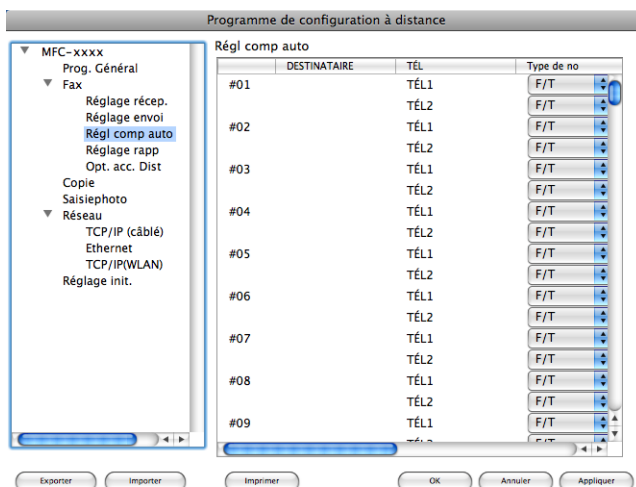 Programme de configuration à distance
MFC-xxxx
Prog. Général
Fax
Réglage récep.
Réglage envoi
Régl comp auto
Réglage rapp
Opt. acc. Dist
Copie
Saisiephoto
Réseau
TCP/IP (câblé)
Ethernet
TCP/IP(WLAN)
Réglage init.
Régl comp auto
DESTINATAIRE TÉL Type de no
#01 TÉL1 F/T
TÉL2 F/T
#02 TÉL1 F/T
TÉL2 F/T
#03 TÉL1 F/T
TÉL2 F/T
#04 TÉL1 F/T
TÉL2 F/T
#05 TÉL1 F/T
TÉL2 F/T
#06 TÉL1 F/T
TÉL2 F/T
#07 TÉL1 F/T
TÉL2 F/T
#08 TÉL1 F/T
TÉL2 F/T
#09 TÉL1 F/T
TÉL2 F/T
Exporter Importer Imprimer OK Annuler Appliquer